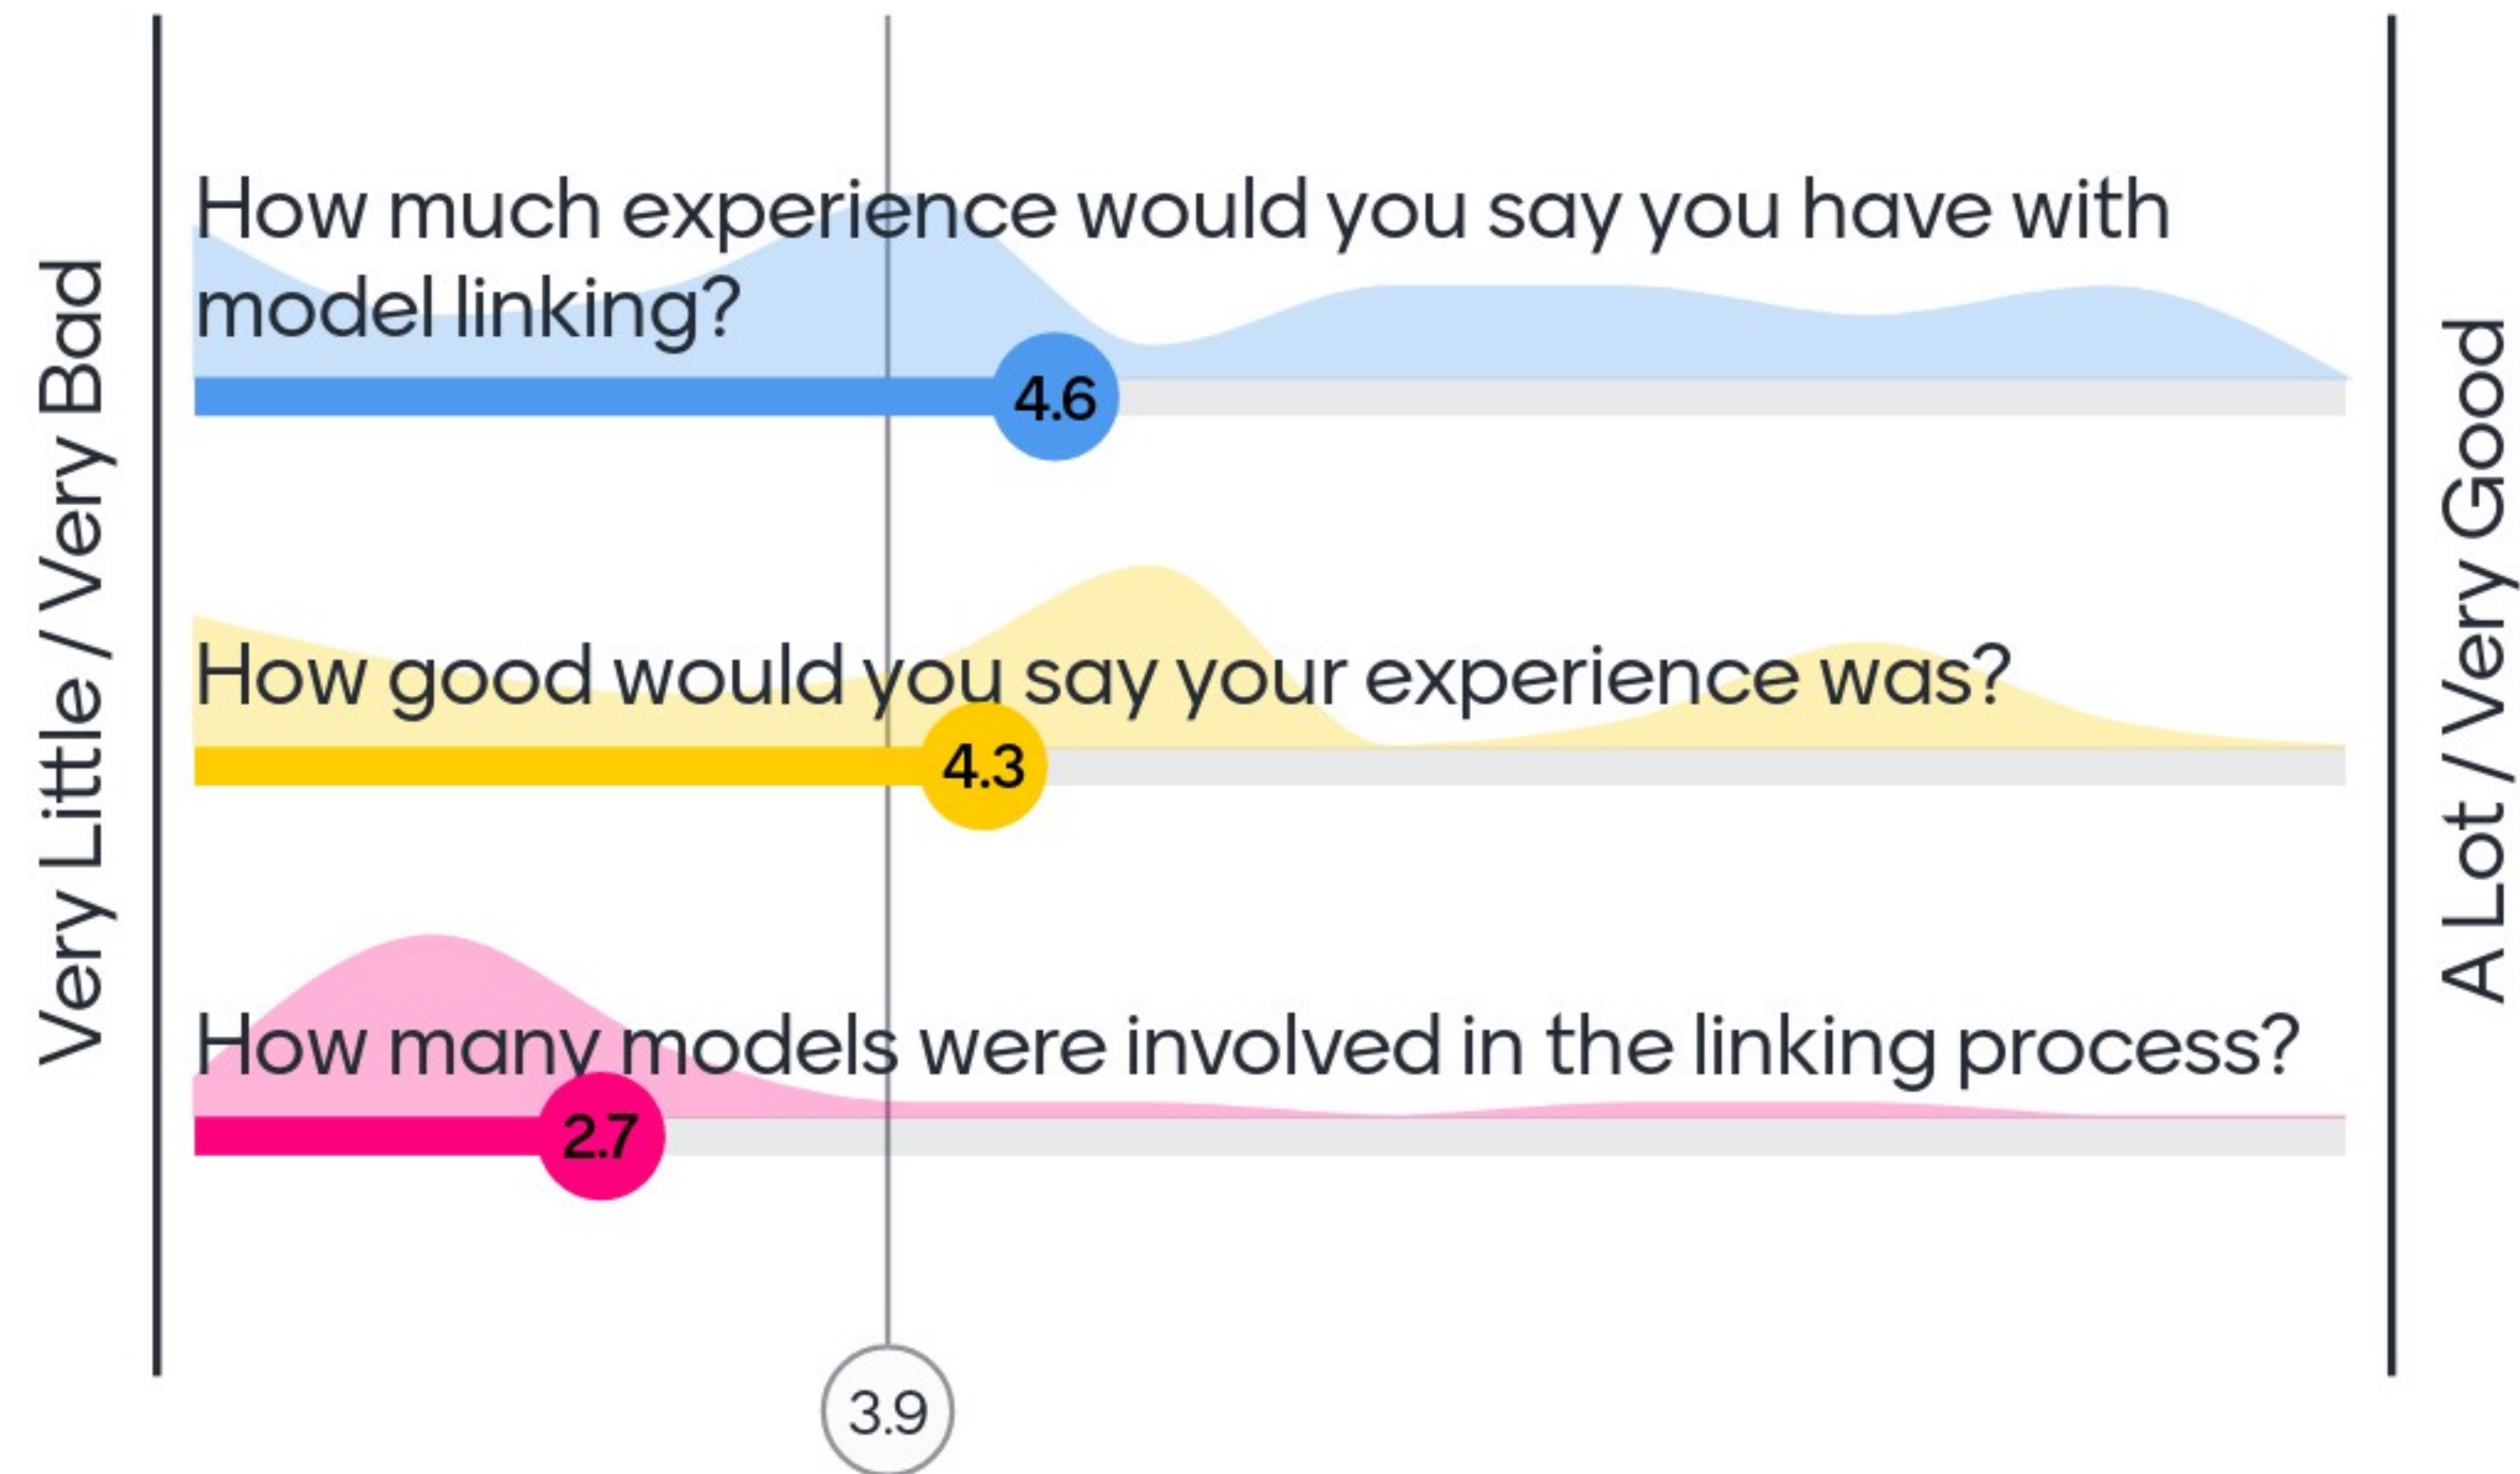 Very Little / Very Bad
How much experience would you say you have with
model linking?
4.6
How good would you say your experience was?
4.3
How many models were involved in the linking process?
2.7
3.9
A Lot / Very Good